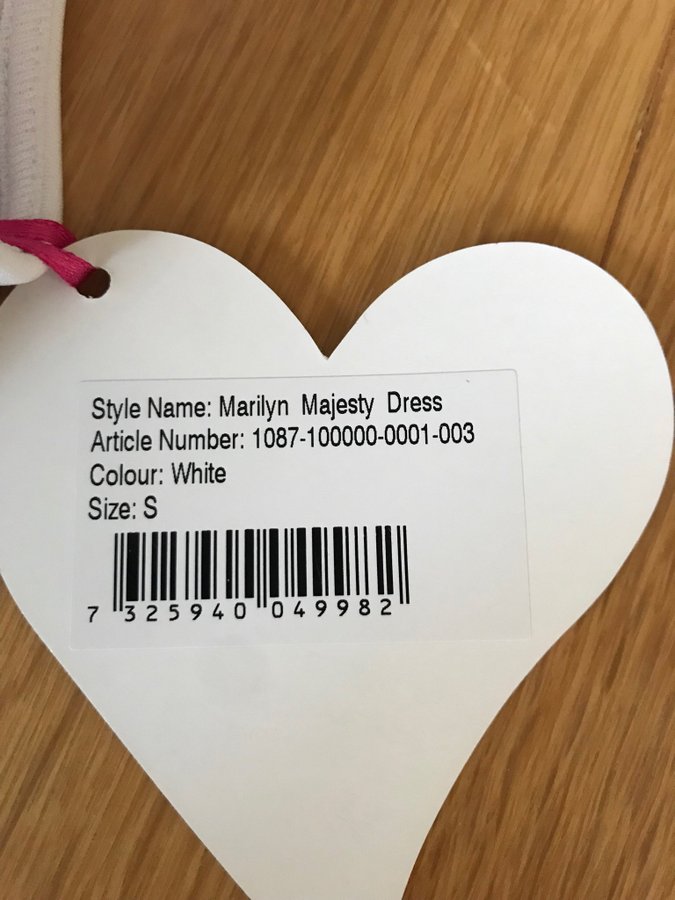 Style Name: Marilyn Majesty Dress
Article Number: 1087-100000-0001-003
Colour: White
Size: S
7 325940 049982